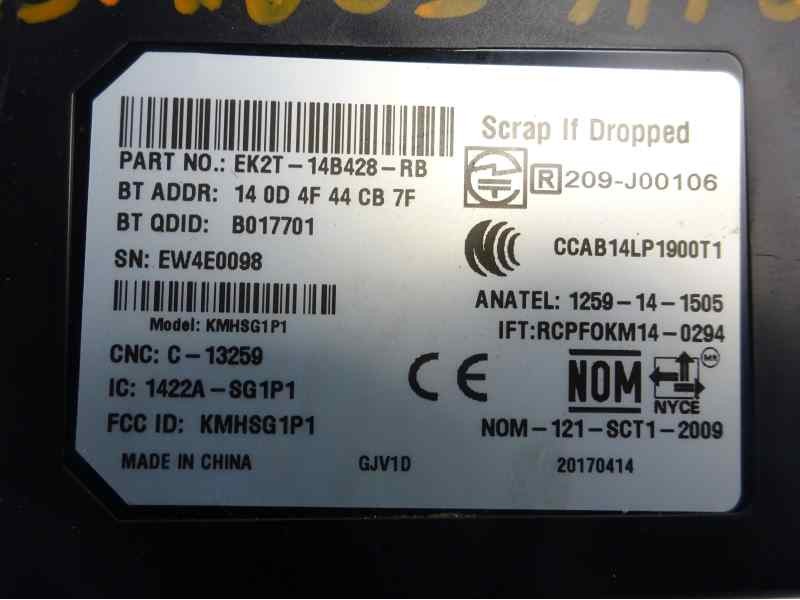 Scrap If Dropped
PART NO.: EK2T-14B428-RB
R 209-J00106
BT ADDR: 14 0D 4F 44 CB 7F
BT QDID: B017701
CCAB14LP1900T1
SN: EW4E0098
ANATEL: 1259-14-1505
Model: KMHSG1P1
IFT:RCPFOKM14-0294
CNC: C-13259
CE
NOM
NYCE
IC: 1422A-SG1P1
FCC ID: KMHSG1P1
NOM-121-SCT1-2009
MADE IN CHINA GJV1D 20170414